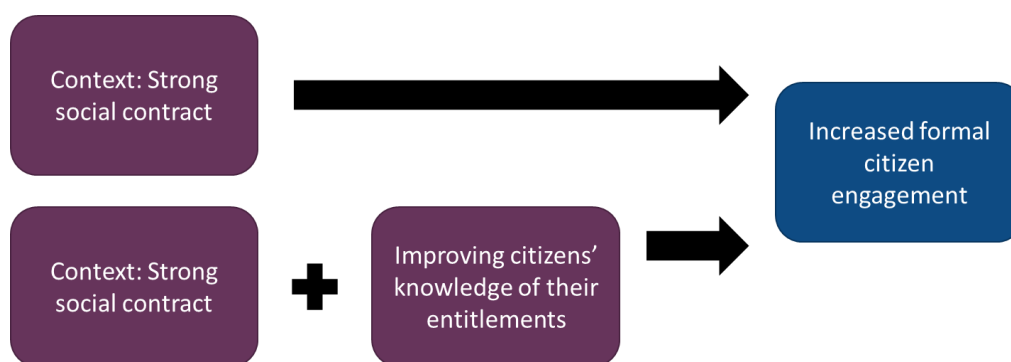 Context: Strong
social contract
Increased formal
citizen
engagement
Context: Strong
social contract
Improving citizens’
knowledge of their
entitlements